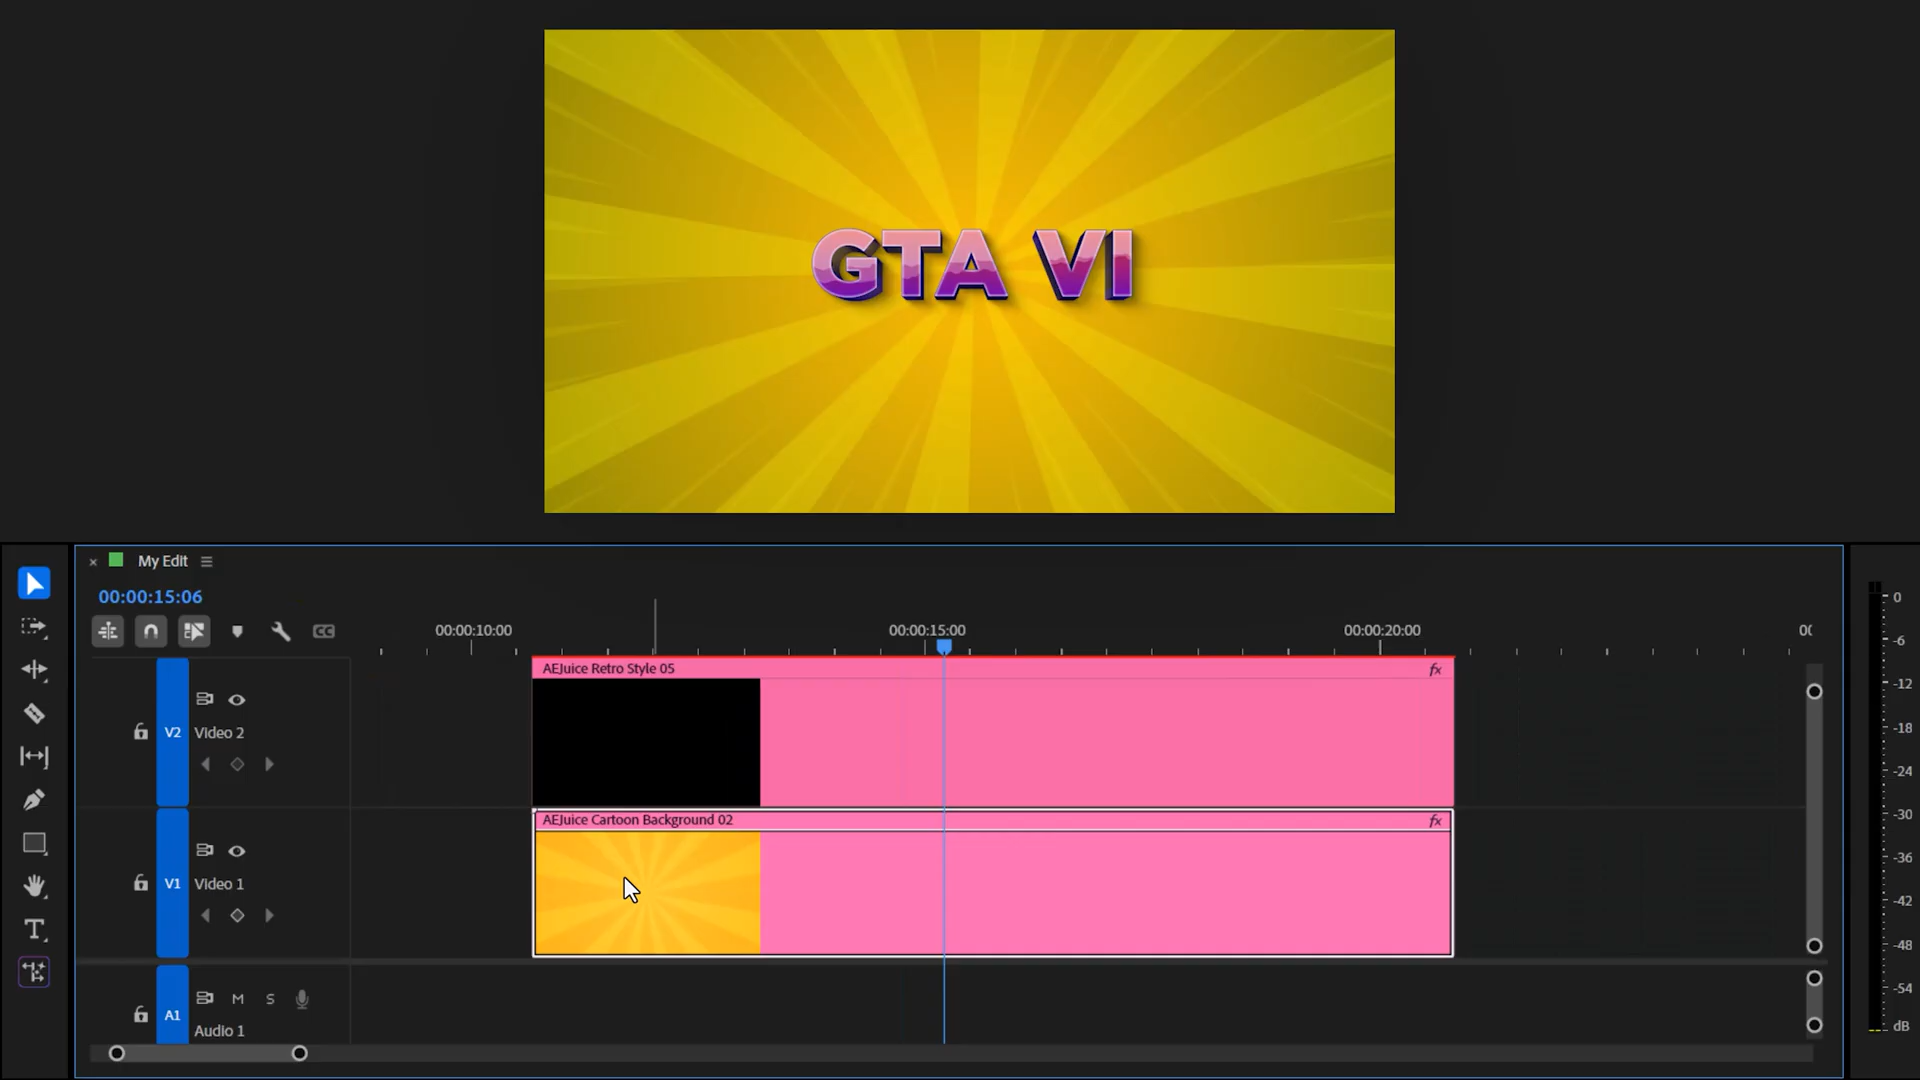 GTA VI
My Edit
00:00:15:06
CC
00:00:10:00
00:00:15:00
00:00:20:00
00
AEJuice Retro Style 05
fx
V2
Video 2
AEJuice Cartoon Background 02
fx
V1
Video 1
M
S
A1
Audio 1
T
0
-6
-12
-18
-24
-30
-36
-42
-48
-54
dB